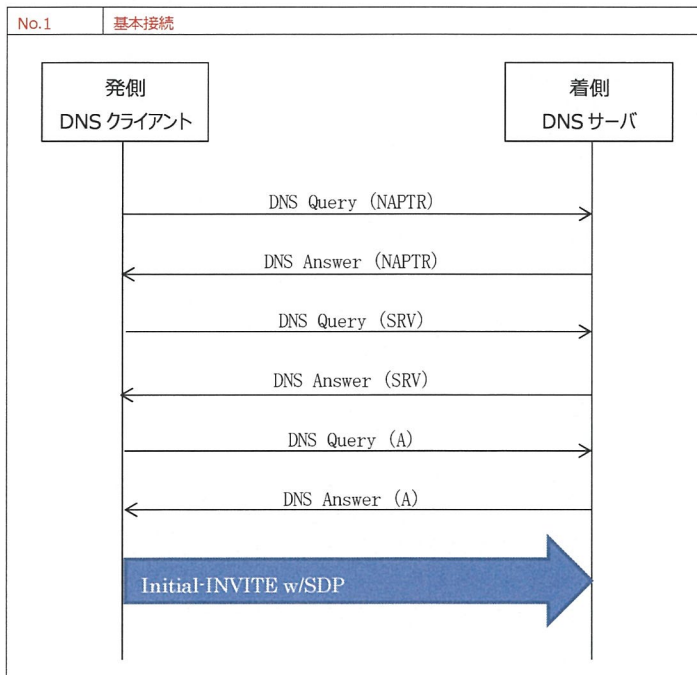 No.1 基本接続
発側
DNS クライアント
着側
DNS サーバ
DNS Query (NAPTR)
DNS Answer (NAPTR)
DNS Query (SRV)
DNS Answer (SRV)
DNS Query (A)
DNS Answer (A)
Initial-INVITE w/SDP